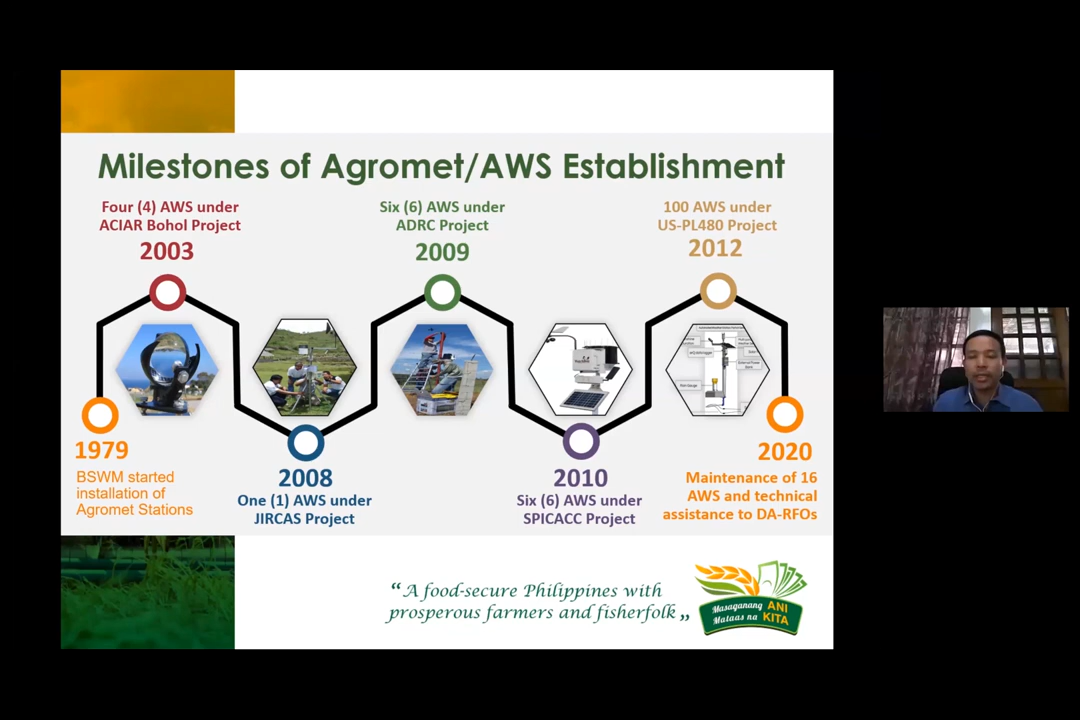 Milestones of Agromet/AWS Establishment
Four (4) AWS under
ACIAR Bohol Project
2003
Six (6) AWS under
ADRC Project
2009
100 AWS under
US-PL480 Project
2012
1979
BSWM started
installation of
Agromet Stations
2008
One (1) AWS under
JIRCAS Project
2010
Six (6) AWS under
SPICACC Project
2020
Maintenance of 16
AWS and technical
assistance to DA-RFOs
“ A food-secure Philippines with
prosperous farmers and fisherfolk „
Masaganang ANI
Mataas na KITA